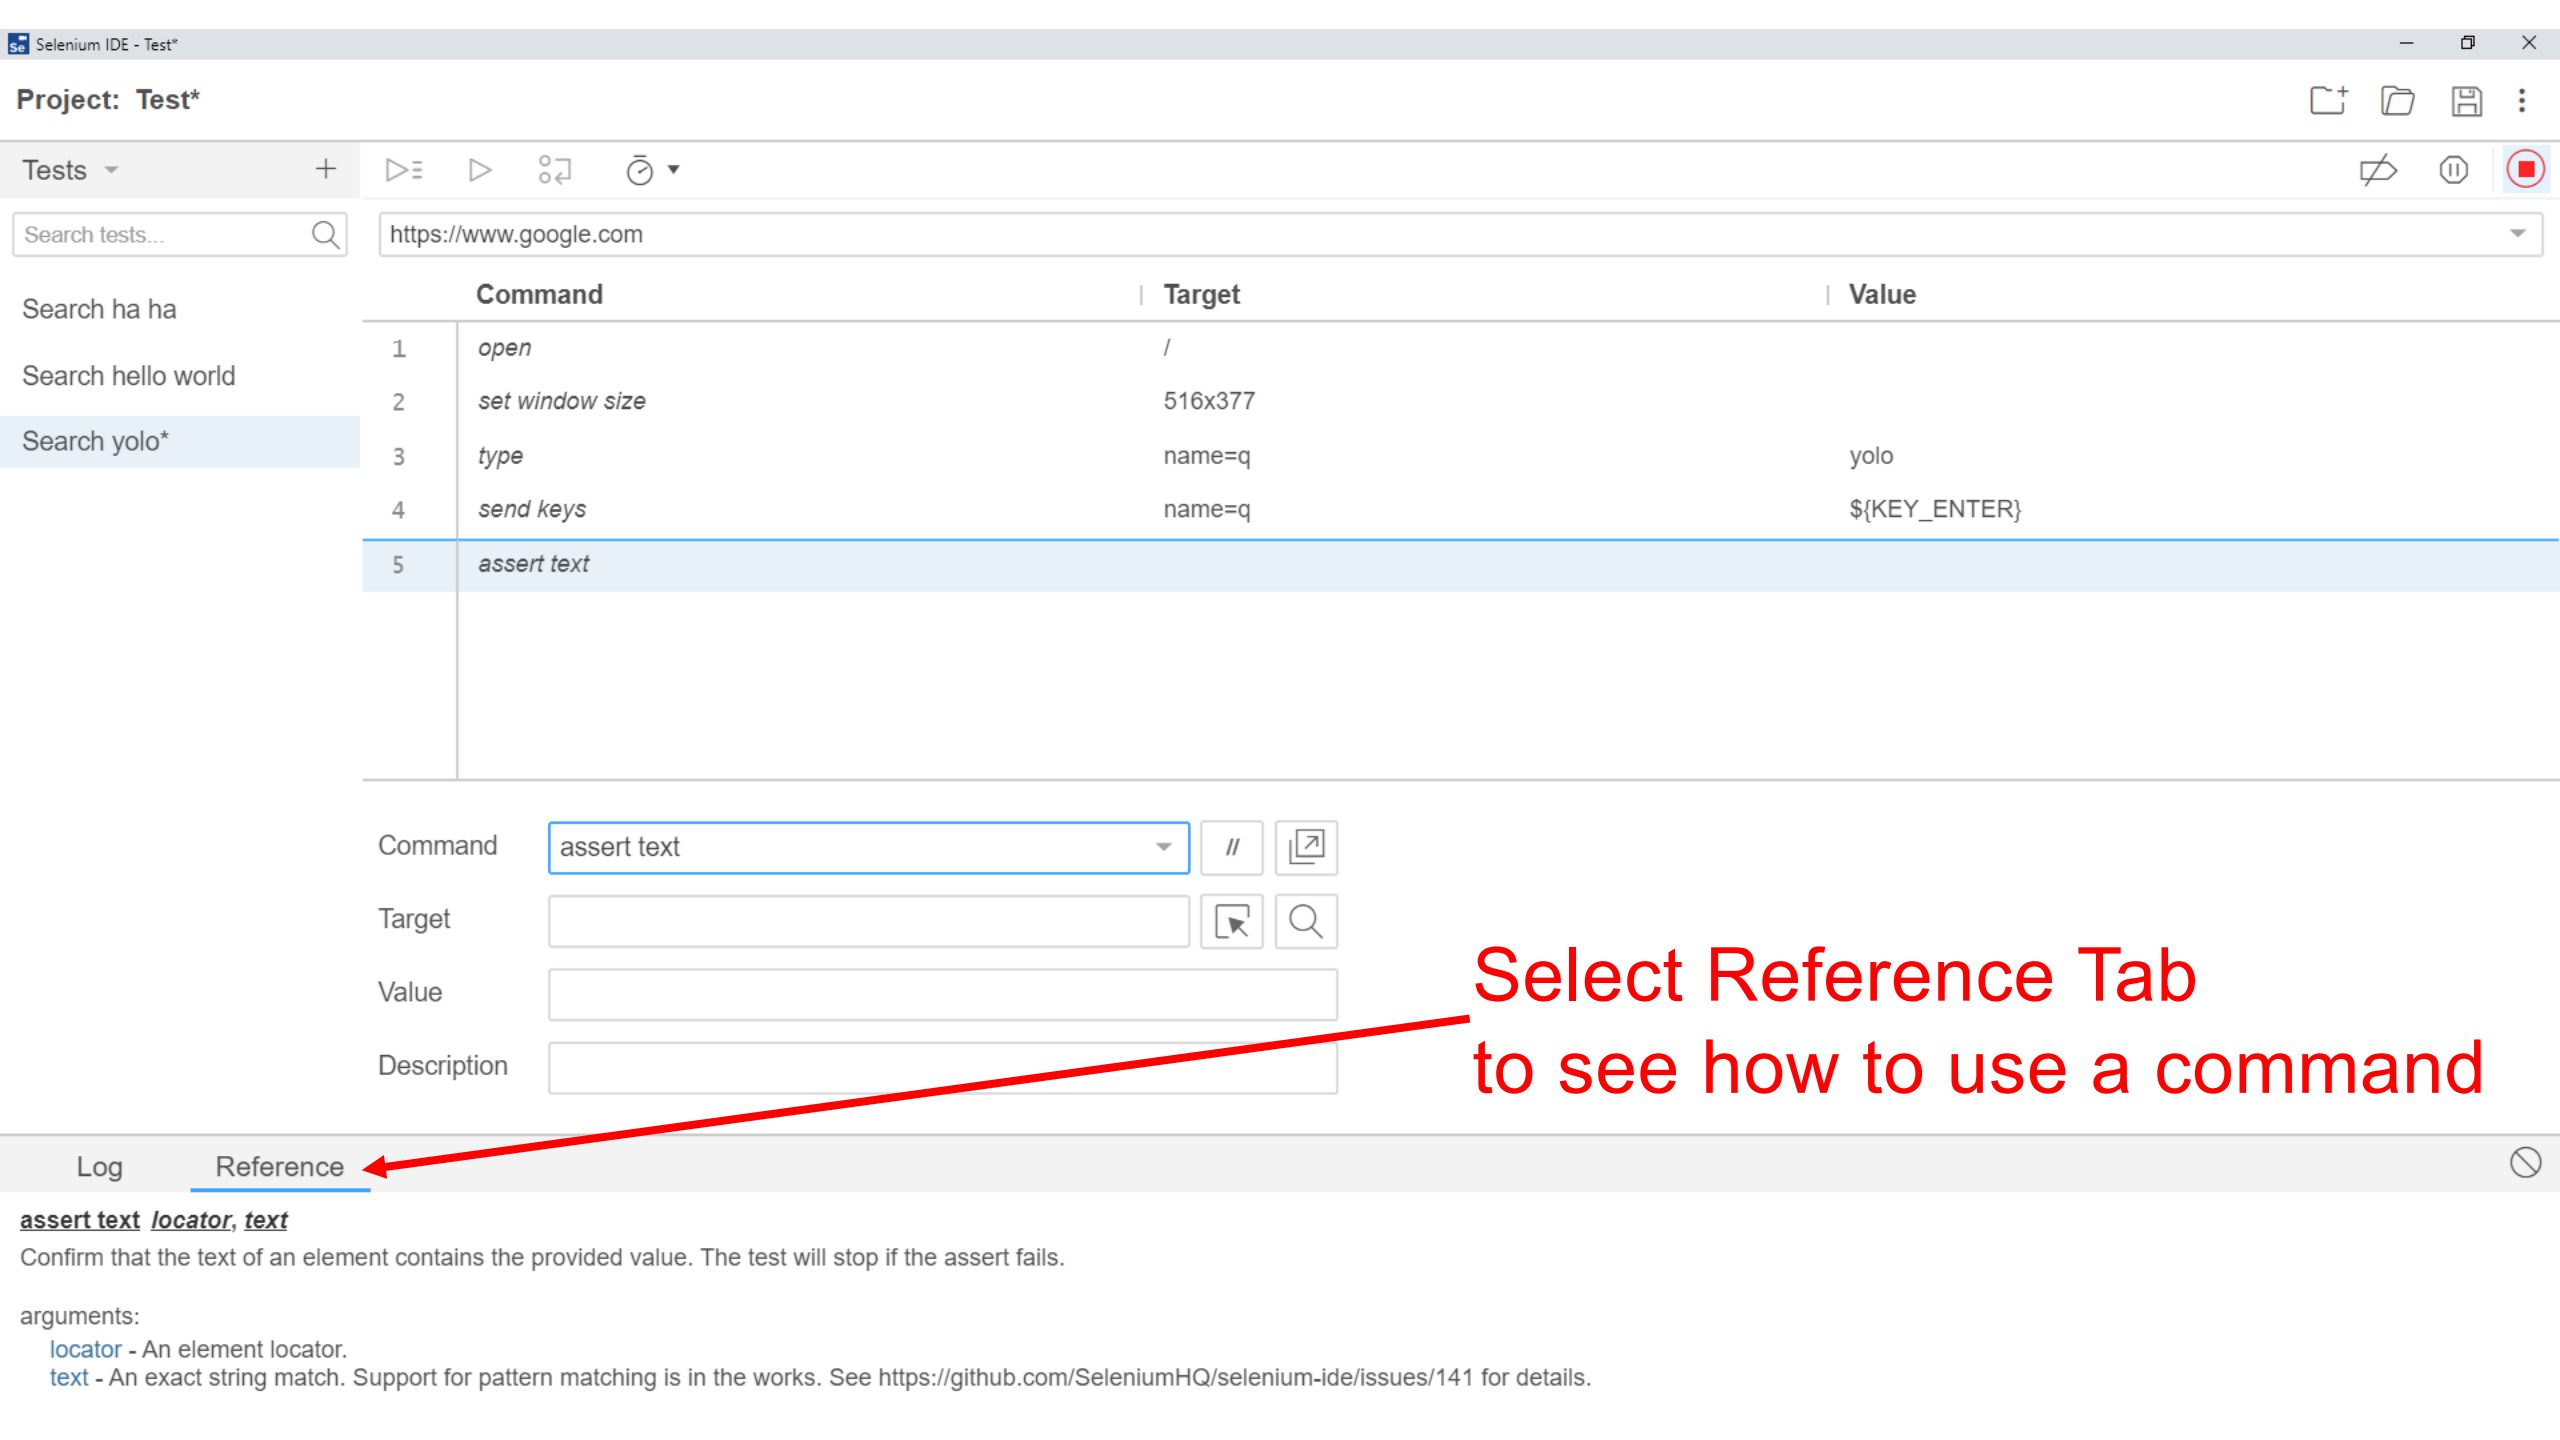 Se Selenium IDE - Test*
Project: Test*
Tests
Search tests...
https://www.google.com
Search ha ha
Search hello world
Search yolo*
Command Target Value
1 open /
2 set window size 516x377
3 type name=q yolo
4 send keys name=q ${KEY_ENTER}
5 assert text
Command assert text //
Target
Value
Description
Select Reference Tab
to see how to use a command
Log Reference
assert text locator, text
Confirm that the text of an element contains the provided value. The test will stop if the assert fails.
arguments:
locator - An element locator.
text - An exact string match. Support for pattern matching is in the works. See https://github.com/SeleniumHQ/selenium-ide/issues/141 for details.